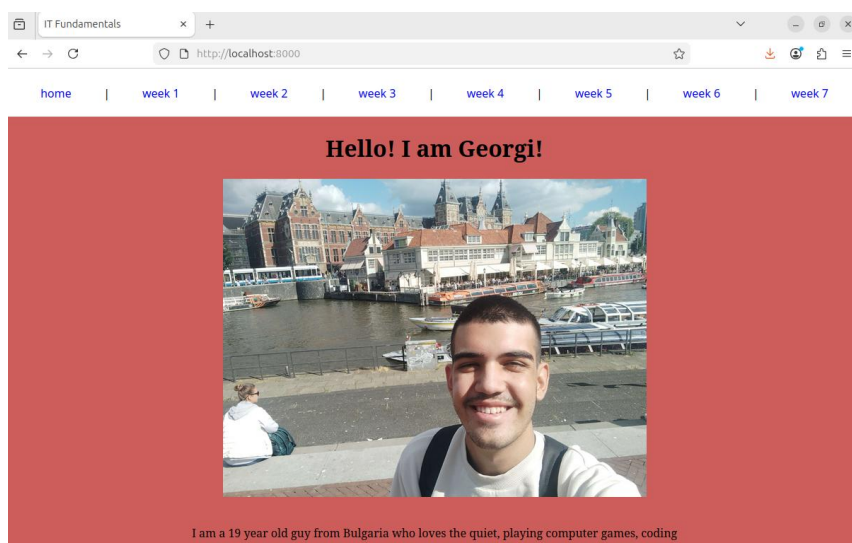 IT Fundamentals
http://localhost:8000
home | week 1 | week 2 | week 3 | week 4 | week 5 | week 6 | week 7
Hello! I am Georgi!
I am a 19 year old guy from Bulgaria who loves the quiet, playing computer games, coding